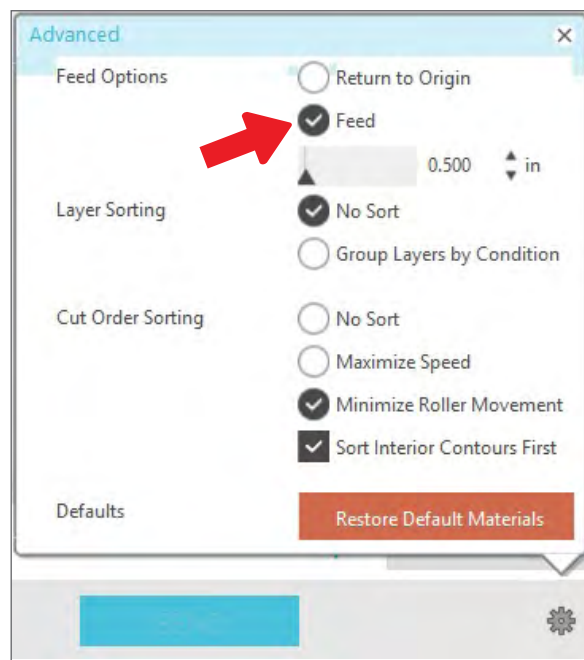 Advanced
Feed Options
Return to Origin
Feed
0.500 in
Layer Sorting
No Sort
Group Layers by Condition
Cut Order Sorting
No Sort
Maximize Speed
Minimize Roller Movement
Sort Interior Contours First
Defaults
Restore Default Materials